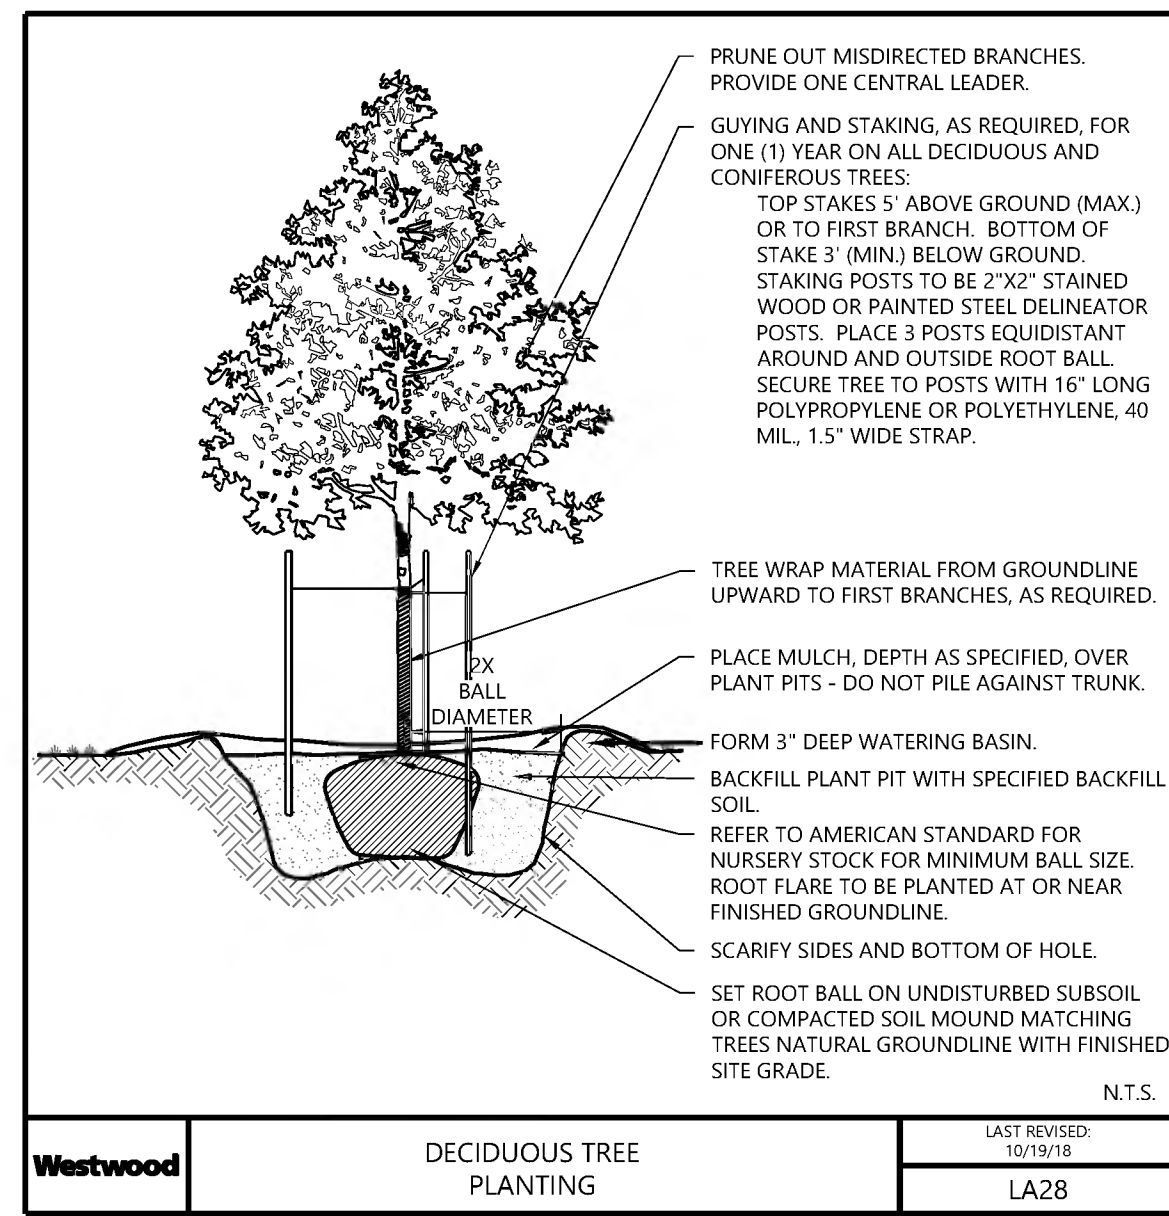 PRUNE OUT MISDIRECTED BRANCHES.
PROVIDE ONE CENTRAL LEADER.
GUYING AND STAKING, AS REQUIRED, FOR
ONE (1) YEAR ON ALL DECIDUOUS AND
CONIFEROUS TREES:
TOP STAKES 5' ABOVE GROUND (MAX.)
OR TO FIRST BRANCH. BOTTOM OF
STAKE 3' (MIN.) BELOW GROUND.
STAKING POSTS TO BE 2"X2" STAINED
WOOD OR PAINTED STEEL DELINEATOR
POSTS. PLACE 3 POSTS EQUIDISTANT
AROUND AND OUTSIDE ROOT BALL.
SECURE TREE TO POSTS WITH 16" LONG
POLYPROPYLENE OR POLYETHYLENE, 40
MIL., 1.5" WIDE STRAP.
TREE WRAP MATERIAL FROM GROUNDLINE
UPWARD TO FIRST BRANCHES, AS REQUIRED.
2X
BALL
DIAMETER
PLACE MULCH, DEPTH AS SPECIFIED, OVER
PLANT PITS - DO NOT PILE AGAINST TRUNK.
FORM 3" DEEP WATERING BASIN.
BACKFILL PLANT PIT WITH SPECIFIED BACKFILL
SOIL.
REFER TO AMERICAN STANDARD FOR
NURSERY STOCK FOR MINIMUM BALL SIZE.
ROOT FLARE TO BE PLANTED AT OR NEAR
FINISHED GROUNDLINE.
SCARIFY SIDES AND BOTTOM OF HOLE.
SET ROOT BALL ON UNDISTURBED SUBSOIL
OR COMPACTED SOIL MOUND MATCHING
TREES NATURAL GROUNDLINE WITH FINISHED
SITE GRADE.
N.T.S.
Westwood
DECIDUOUS TREE
PLANTING
LAST REVISED:
10/19/18
LA28